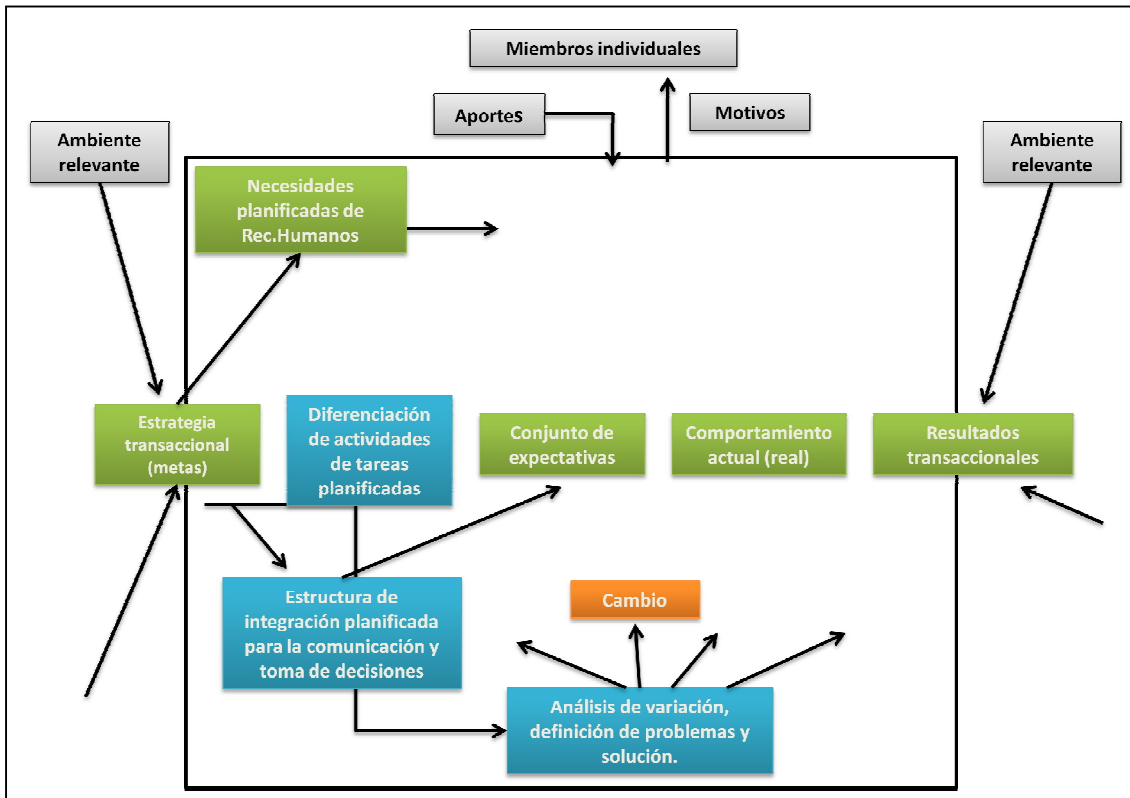 Miembros individuales
Aportes
Motivos
Ambiente
relevante
Ambiente
relevante
Necesidades
planificadas de
Rec.Humanos
Estrategia
transaccional
(metas)
Diferenciación
de actividades
de tareas
planificadas
Conjunto de
expectativas
Comportamiento
actual (real)
Resultados
transaccionales
Estructura de
integración planificada
para la comunicación y
toma de decisiones
Cambio
Análisis de variación,
definición de problemas y
solución.